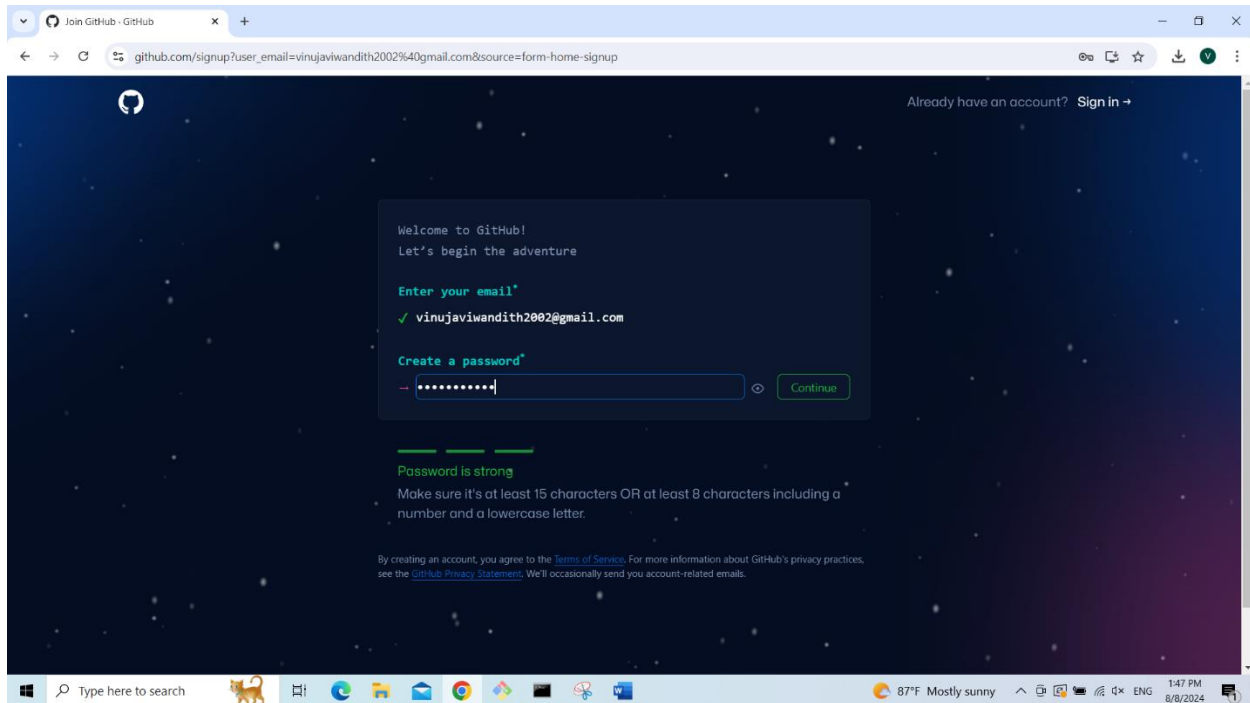 Join GitHub · GitHub
github.com/signup?user_email=vinujaviwandith2002%40gmail.com&source=form-home-signup
V
Already have an account? Sign in →
Welcome to GitHub!
Let's begin the adventure
Enter your email*
✓ vinujaviwandith2002@gmail.com
Create a password*
→ •••••••••••
Continue
Password is strong
Make sure it's at least 15 characters OR at least 8 characters including a
number and a lowercase letter.
By creating an account, you agree to the Terms of Service. For more information about GitHub's privacy practices,
see the GitHub Privacy Statement. We'll occasionally send you account-related emails.
Type here to search
87°F Mostly sunny
ENG
1:47 PM
8/8/2024